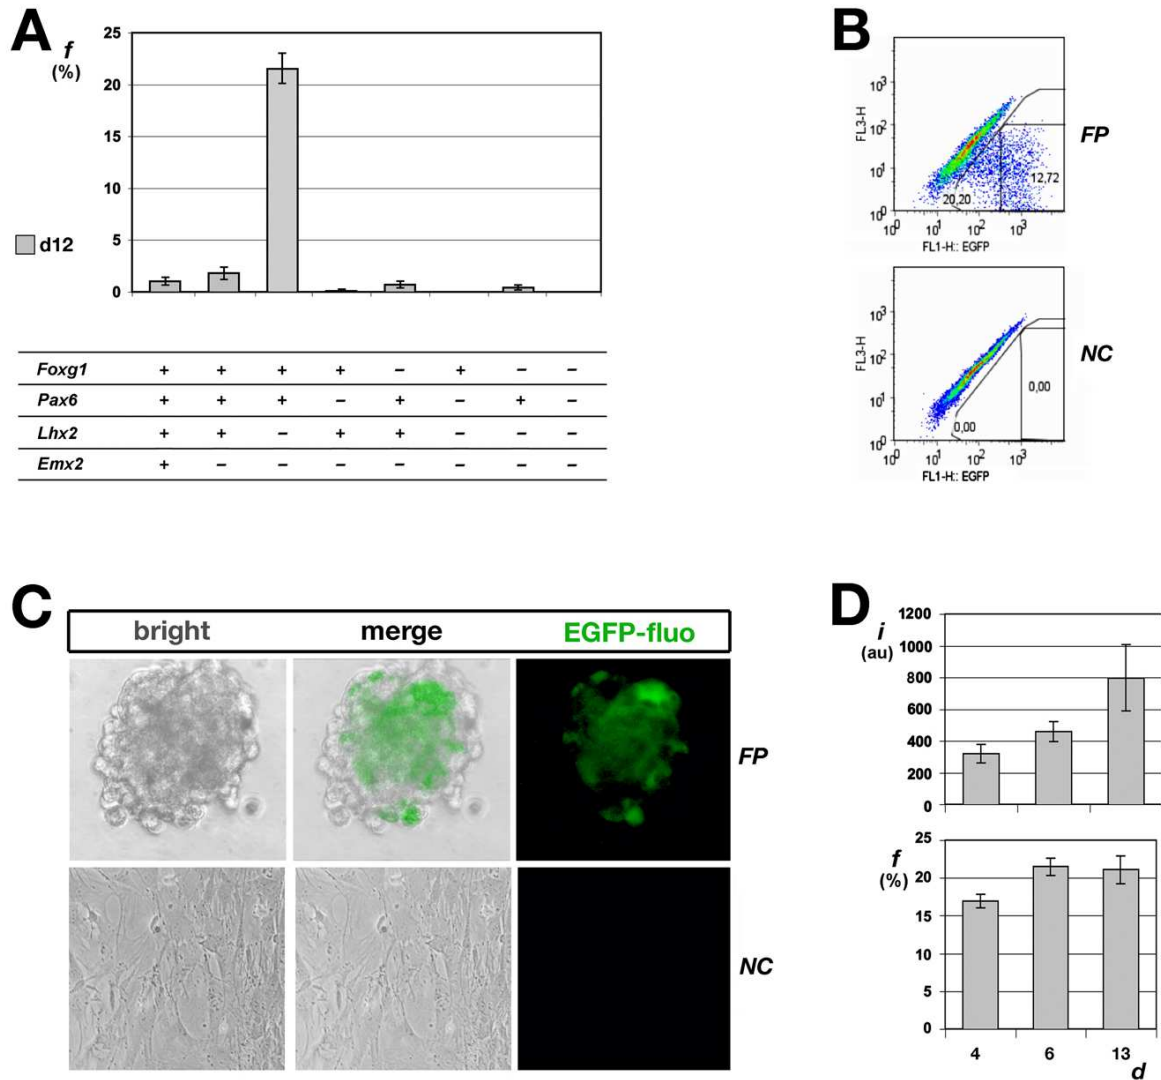 A
f
(%)
25
20
15
10
5
0
d12
Foxg1 + + + + – + – –
Pax6 + + + – + – + –
Lhx2 + + – + + – – –
Emx2 + – – – – – – –
B
FL3-H
10³
10²
10¹
10⁰
20,20
12,72
10⁰ 10¹ 10² 10³
FL1-H:: EGFP
FP
FL3-H
10³
10²
10¹
10⁰
0,00
0,00
10⁰ 10¹ 10² 10³
FL1-H:: EGFP
NC
C
bright merge EGFP-fluo
FP
NC
D
i
(au)
1200
1000
800
600
400
200
0
f
(%)
25
20
15
10
5
0
4 6 13
d